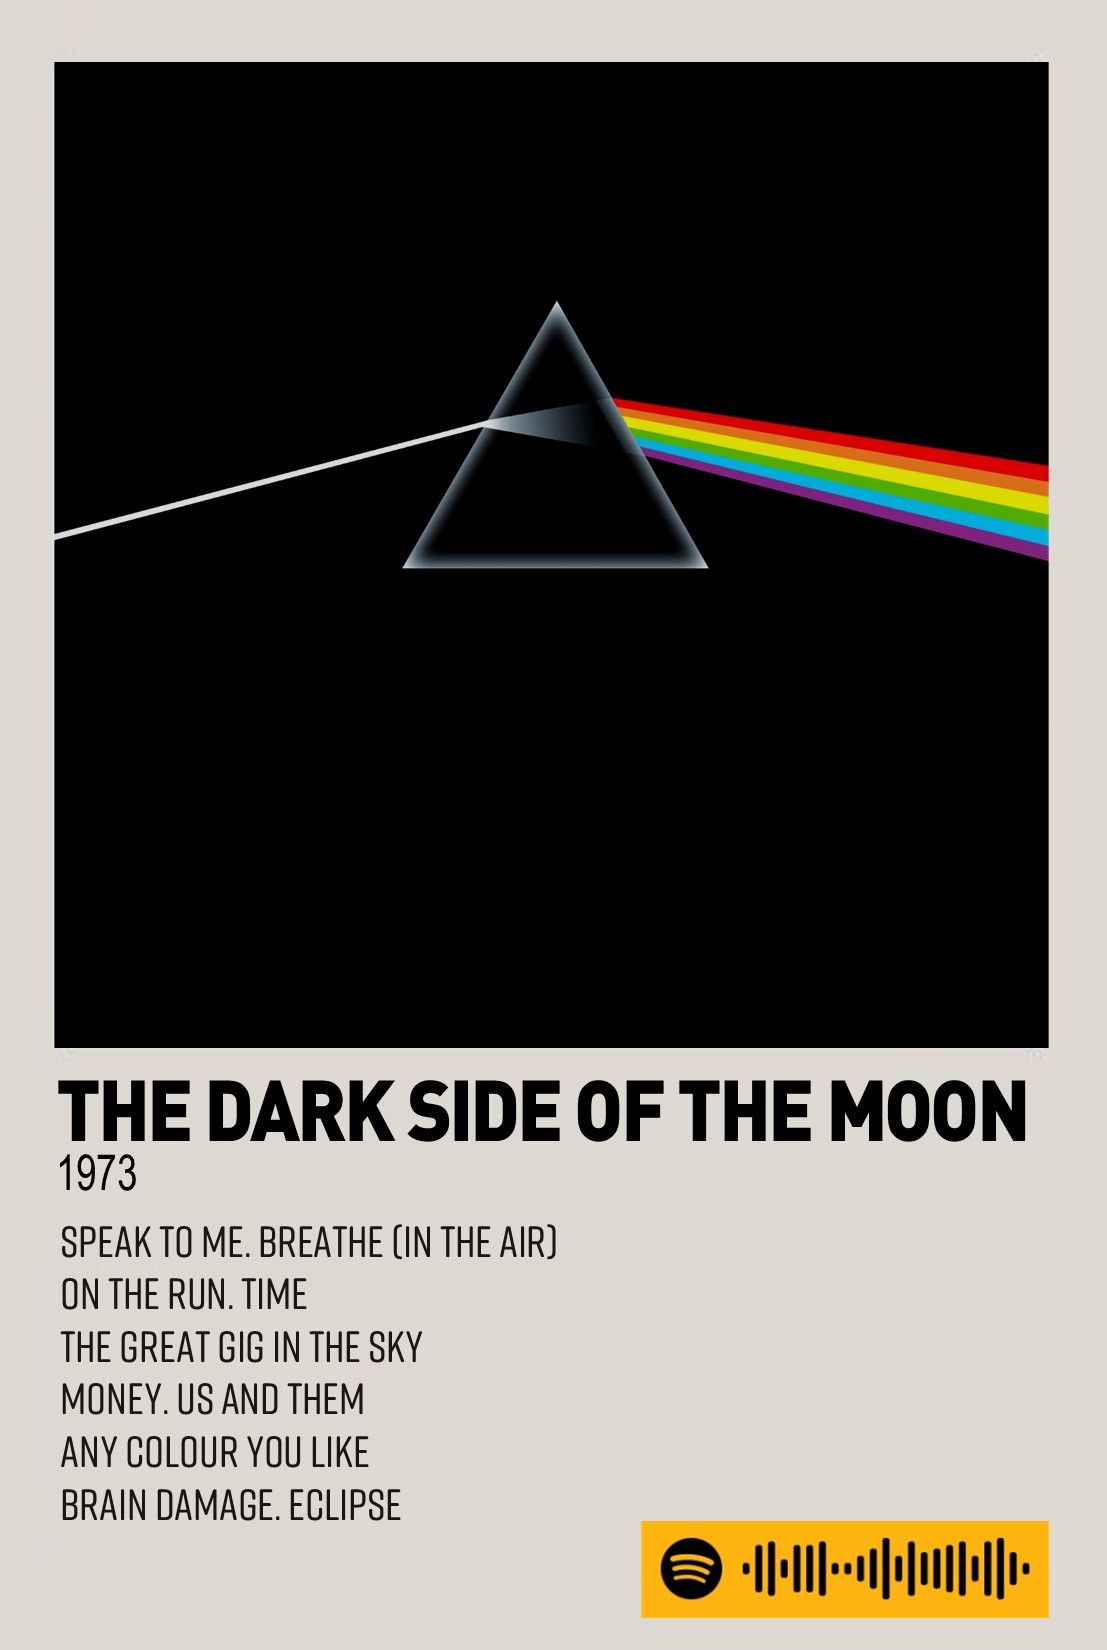 THE DARK SIDE OF THE MOON
1973
SPEAK TO ME. BREATHE (IN THE AIR)
ON THE RUN. TIME
THE GREAT GIG IN THE SKY
MONEY. US AND THEM
ANY COLOUR YOU LIKE
BRAIN DAMAGE. ECLIPSE